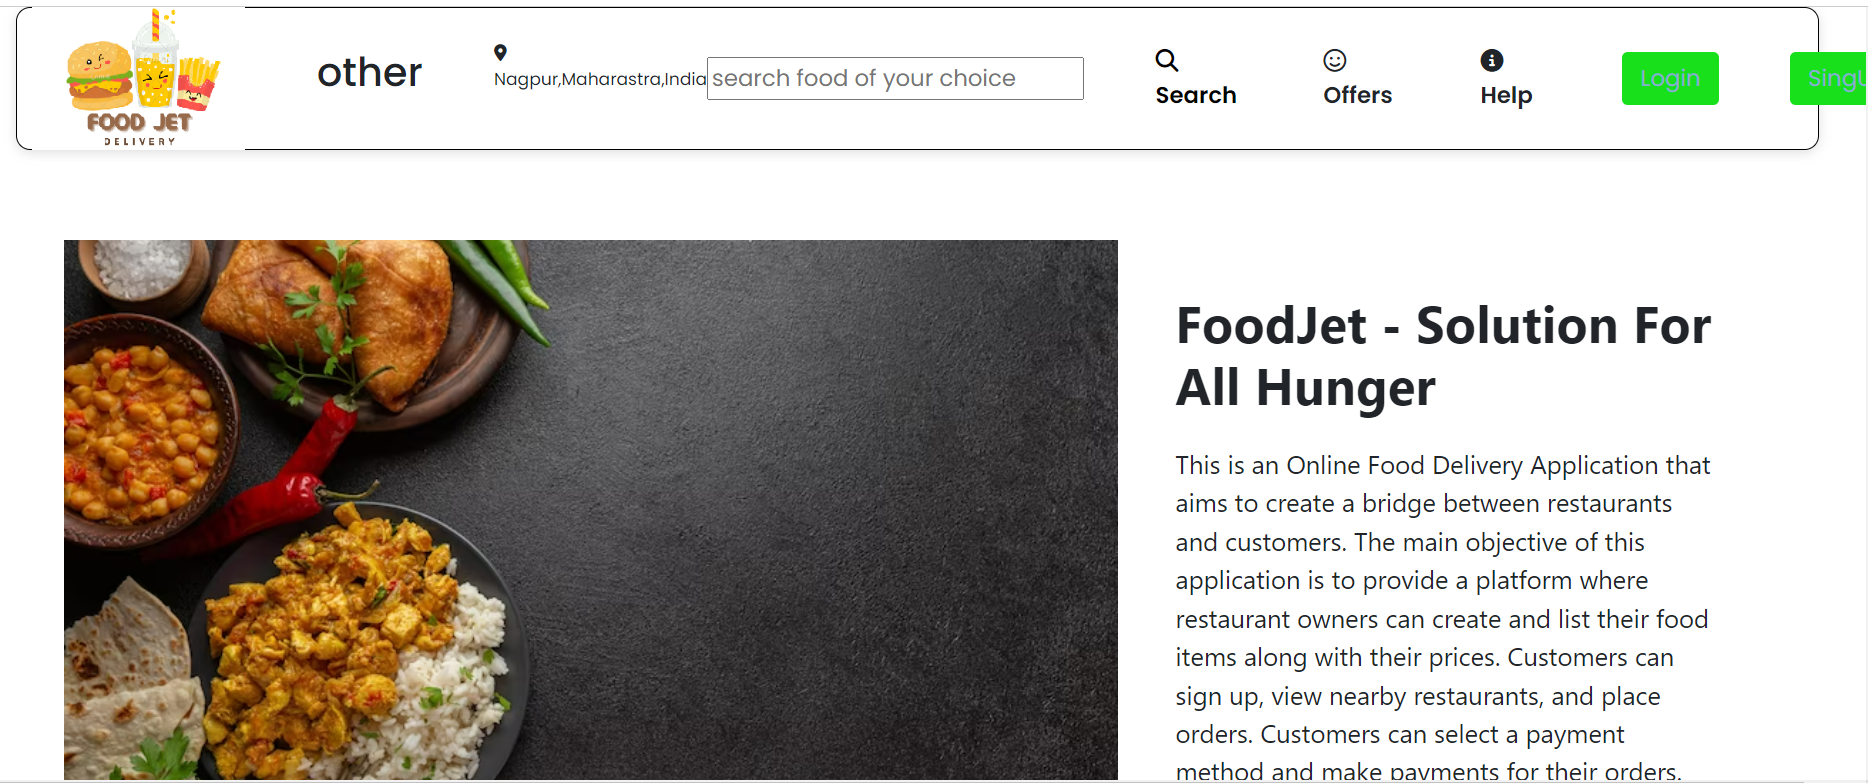 FOOD JET
DELIVERY
other
Nagpur,Maharastra,India
search food of your choice
Search
Offers
Help
Login
SingU
FoodJet - Solution For
All Hunger
This is an Online Food Delivery Application that
aims to create a bridge between restaurants
and customers. The main objective of this
application is to provide a platform where
restaurant owners can create and list their food
items along with their prices. Customers can
sign up, view nearby restaurants, and place
orders. Customers can select a payment
method and make payments for their orders.